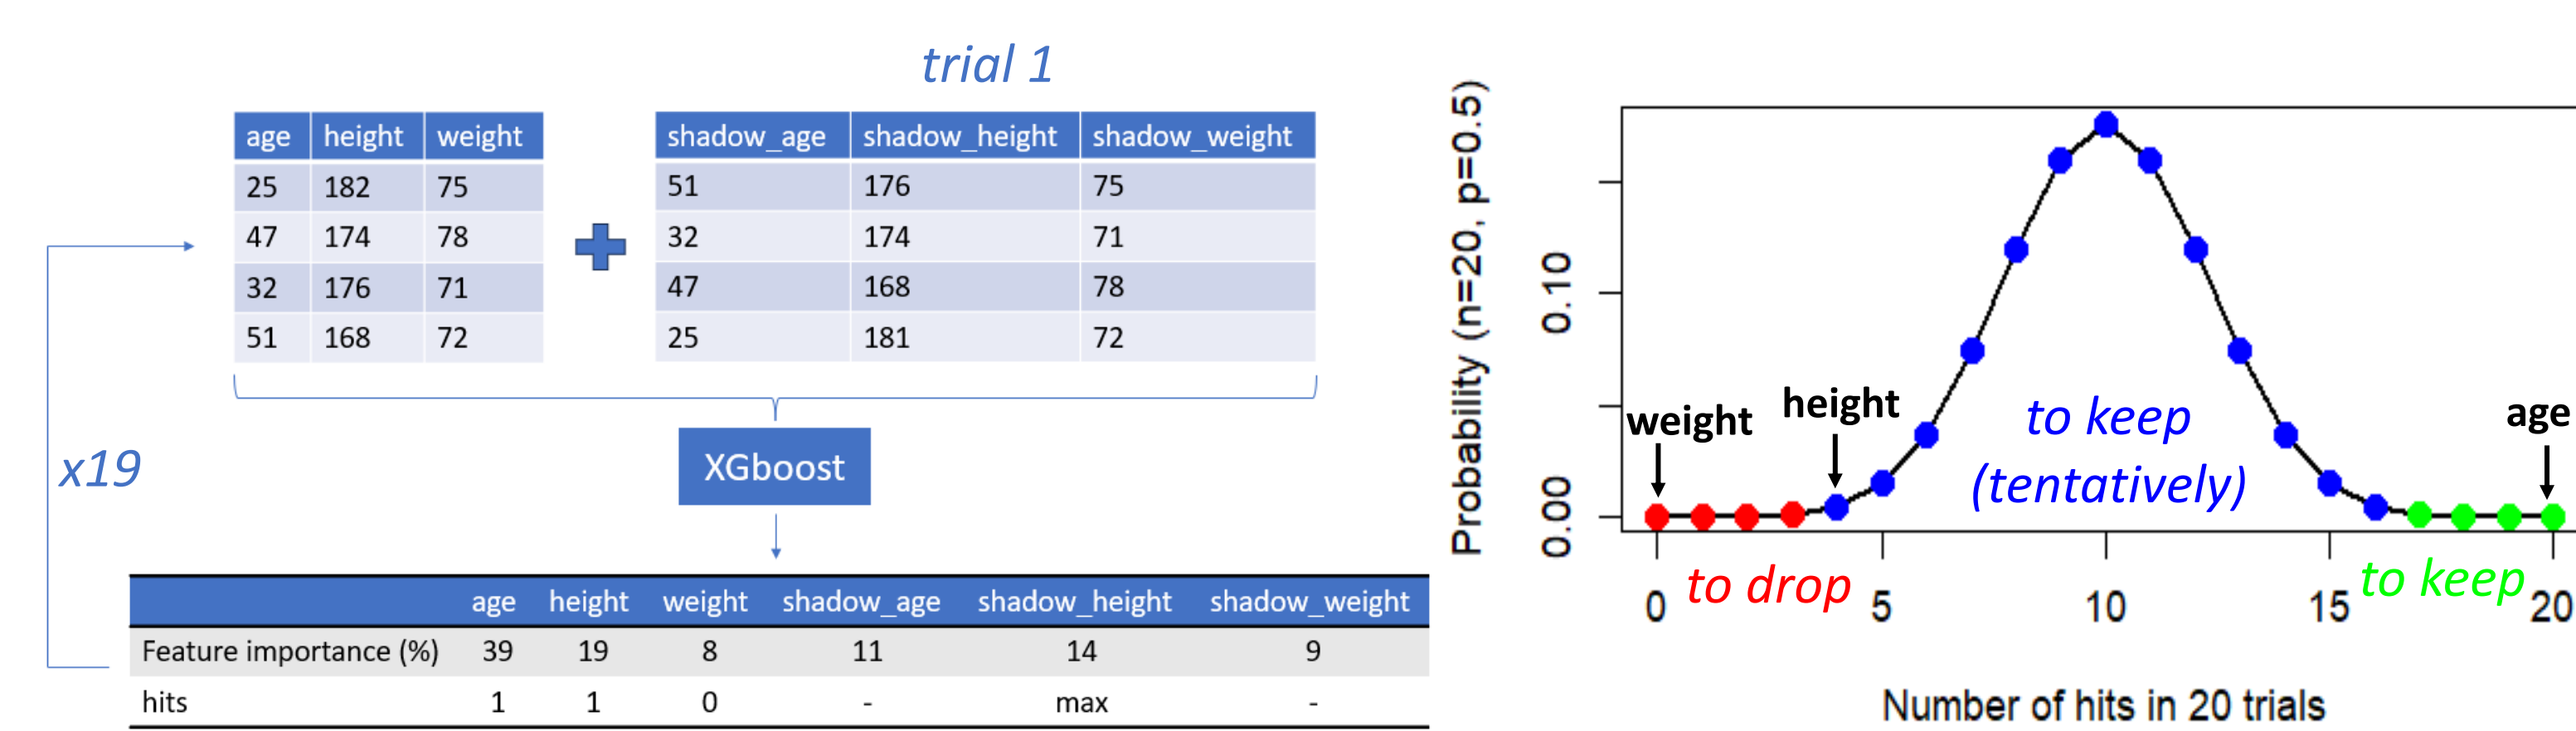 trial 1
age height weight
25 182 75
47 174 78
32 176 71
51 168 72
shadow_age shadow_height shadow_weight
51 176 75
32 174 71
47 168 78
25 181 72
x19
XGboost
age height weight shadow_age shadow_height shadow_weight
Feature importance (%) 39 19 8 11 14 9
hits 1 1 0 - max -
Probability (n=20, p=0.5)
0.10
0.00
weight
height
to keep
(tentatively)
age
to drop
to keep
0 5 10 15 20
Number of hits in 20 trials